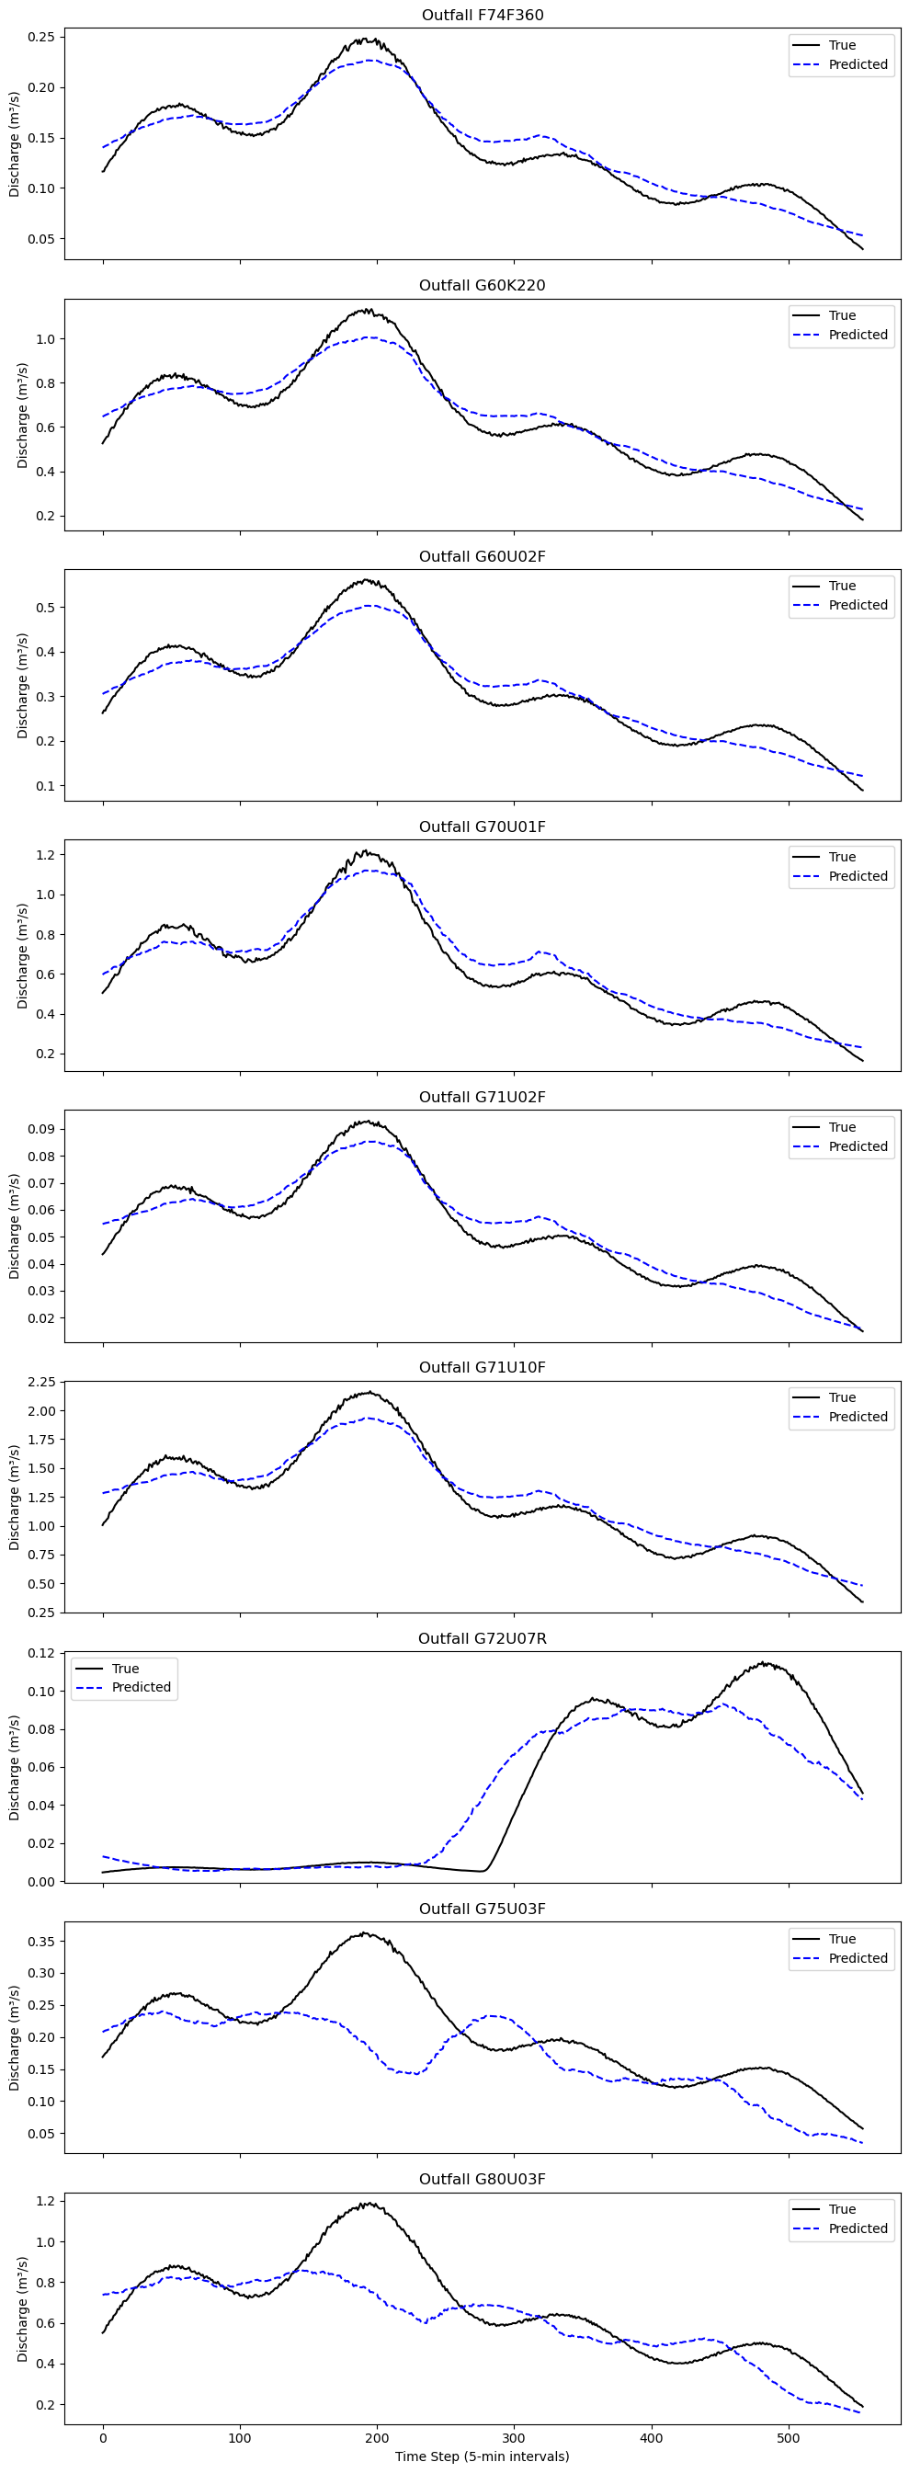 Outfall F74F360
0.25
0.20
0.15
0.10
0.05
Discharge (m³/s)
True
Predicted
Outfall G60K220
1.0
0.8
0.6
0.4
0.2
Discharge (m³/s)
True
Predicted
Outfall G60U02F
0.5
0.4
0.3
0.2
0.1
Discharge (m³/s)
True
Predicted
Outfall G70U01F
1.2
1.0
0.8
0.6
0.4
0.2
Discharge (m³/s)
True
Predicted
Outfall G71U02F
0.09
0.08
0.07
0.06
0.05
0.04
0.03
0.02
Discharge (m³/s)
True
Predicted
Outfall G71U10F
2.25
2.00
1.75
1.50
1.25
1.00
0.75
0.50
0.25
Discharge (m³/s)
True
Predicted
Outfall G72U07R
0.12
0.10
0.08
0.06
0.04
0.02
0.00
Discharge (m³/s)
True
Predicted
Outfall G75U03F
0.35
0.30
0.25
0.20
0.15
0.10
0.05
Discharge (m³/s)
True
Predicted
Outfall G80U03F
1.2
1.0
0.8
0.6
0.4
0.2
Discharge (m³/s)
True
Predicted
0 100 200 300 400 500
Time Step (5-min intervals)